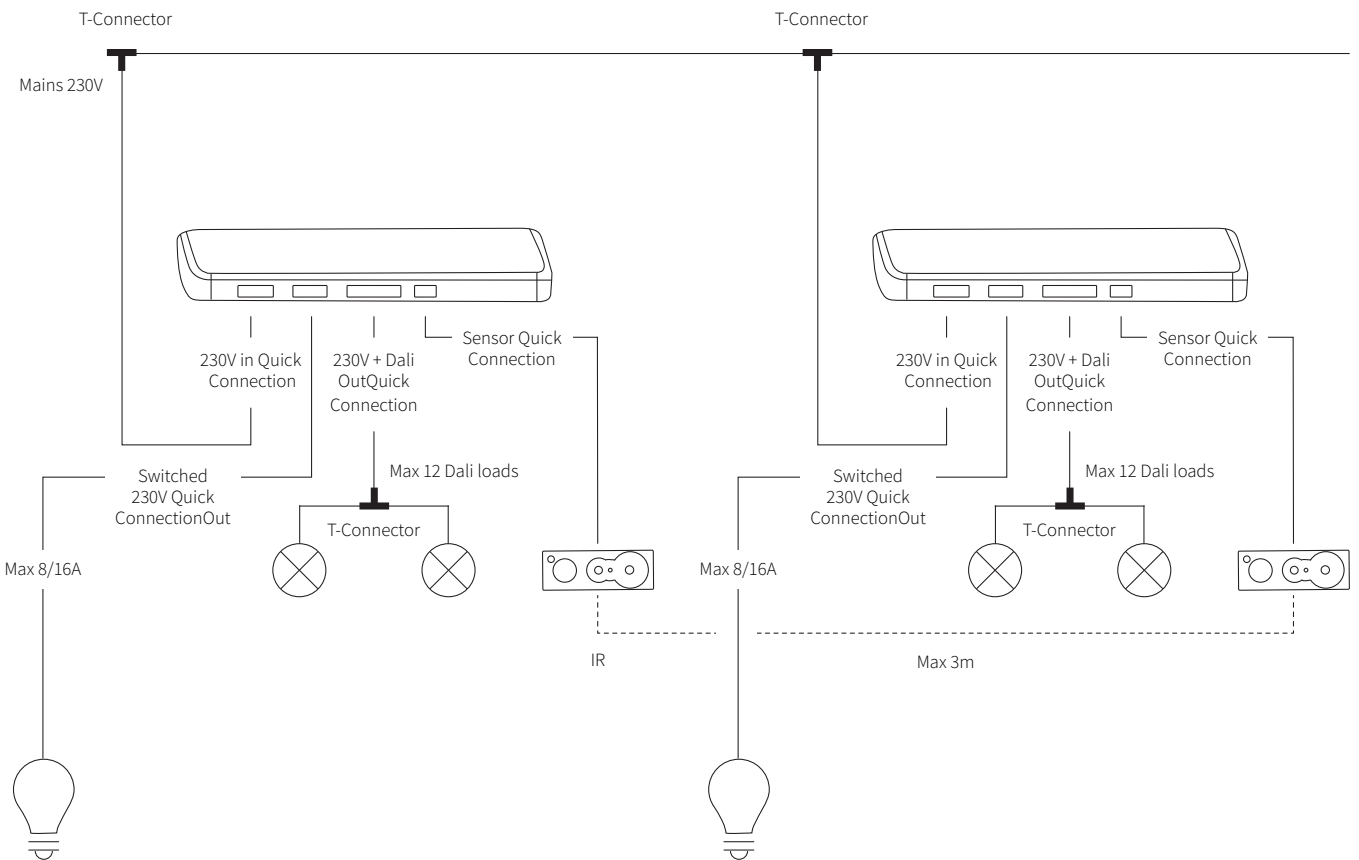 T-Connector
T-Connector
Mains 230V
230V in Quick
Connection
230V + Dali
OutQuick
Connection
Sensor Quick
Connection
230V in Quick
Connection
230V + Dali
OutQuick
Connection
Sensor Quick
Connection
Switched
230V Quick
ConnectionOut
Max 12 Dali loads
T-Connector
Switched
230V Quick
ConnectionOut
Max 12 Dali loads
T-Connector
Max 8/16A
Max 8/16A
IR
Max 3m